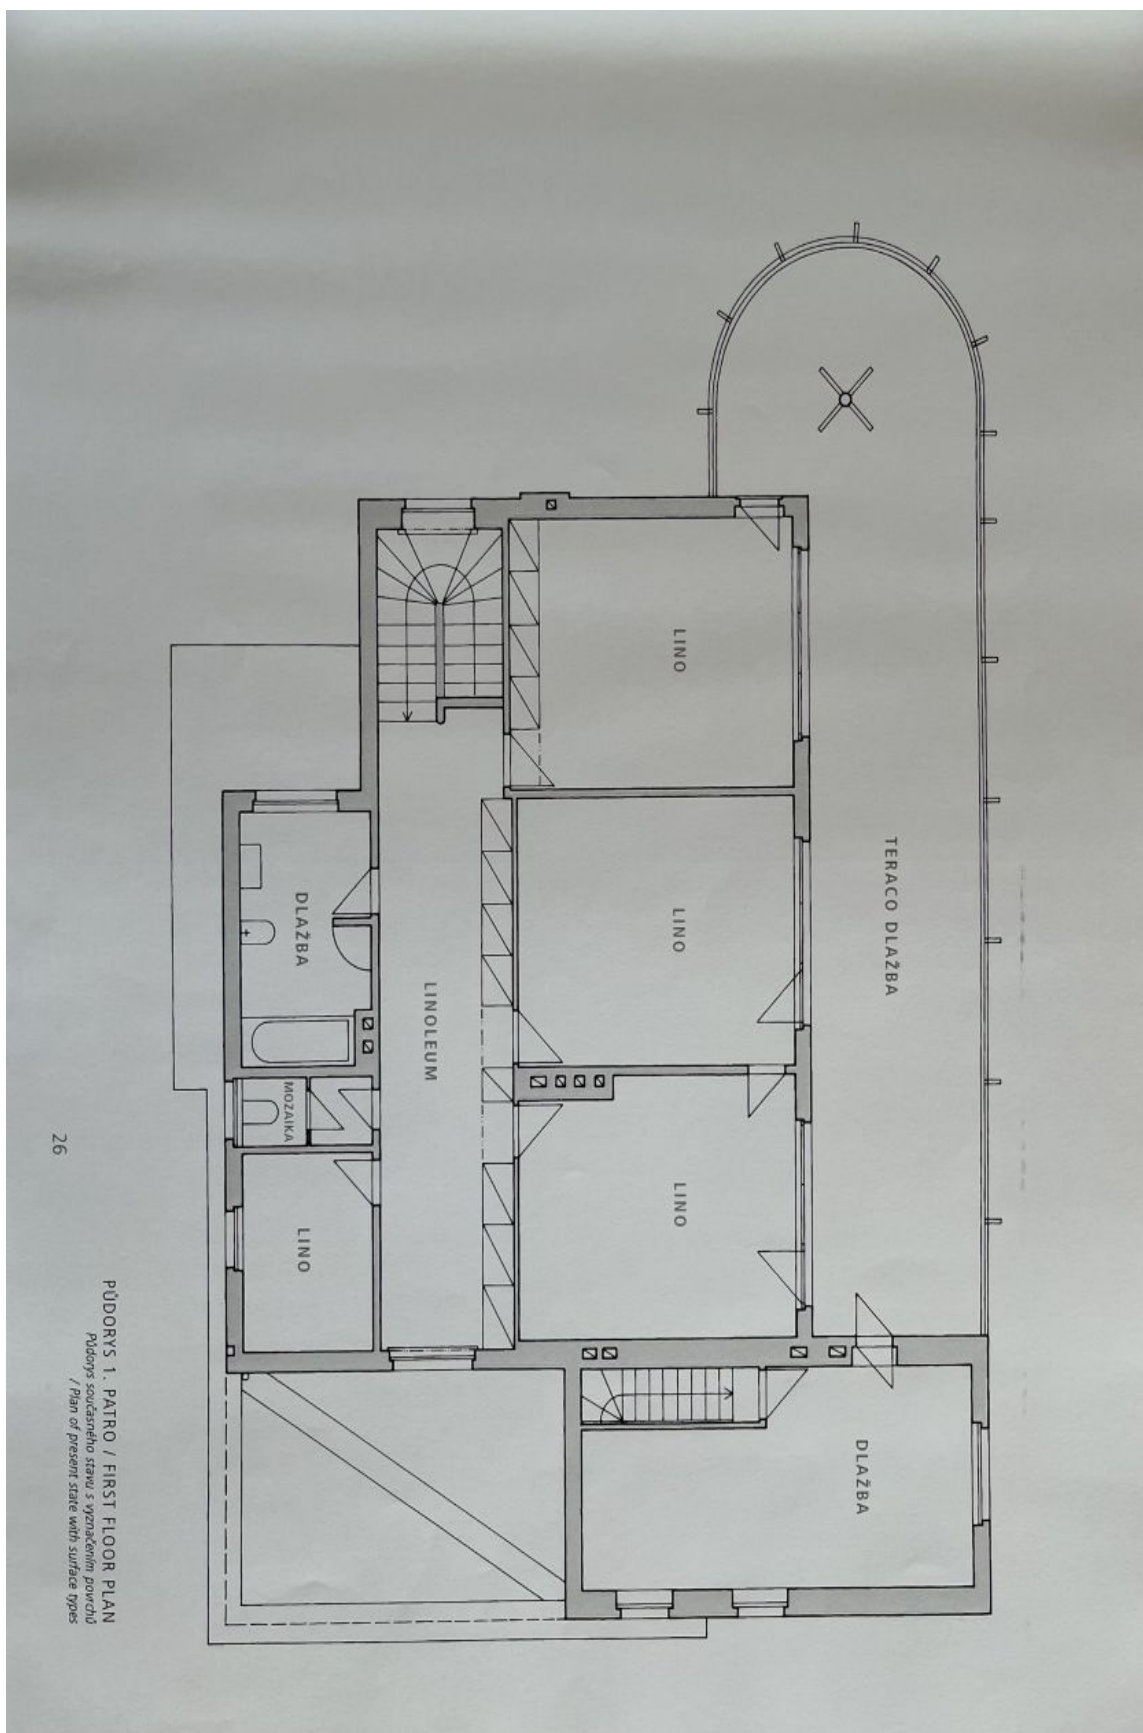 TERACO DLAŽBA
DLAŽBA
LINO
LINO
LINO
LINOLEUM
DLAŽBA
MOZAIKA
LINO
PŮDORYS 1. PATRO / FIRST FLOOR PLAN
Půdorys současného stavu s vyznačením povrchů
/ Plan of present state with surface types
26